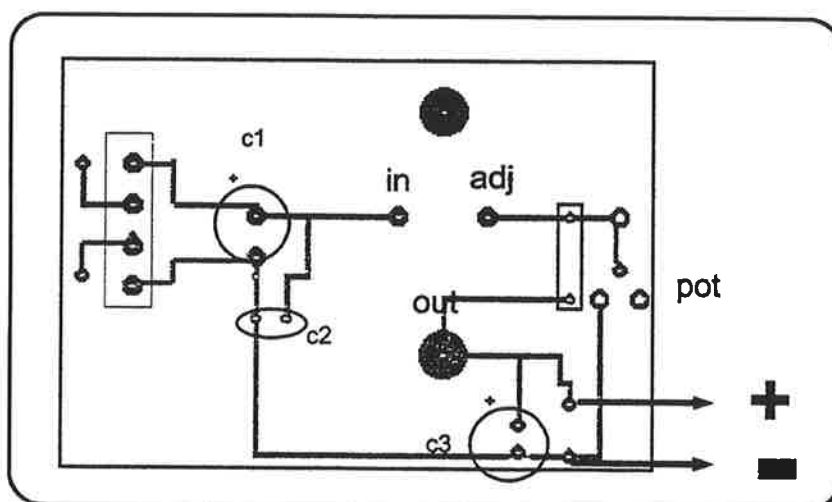 c1
+
in
adj
pot
out
c2
+
c3
+
-